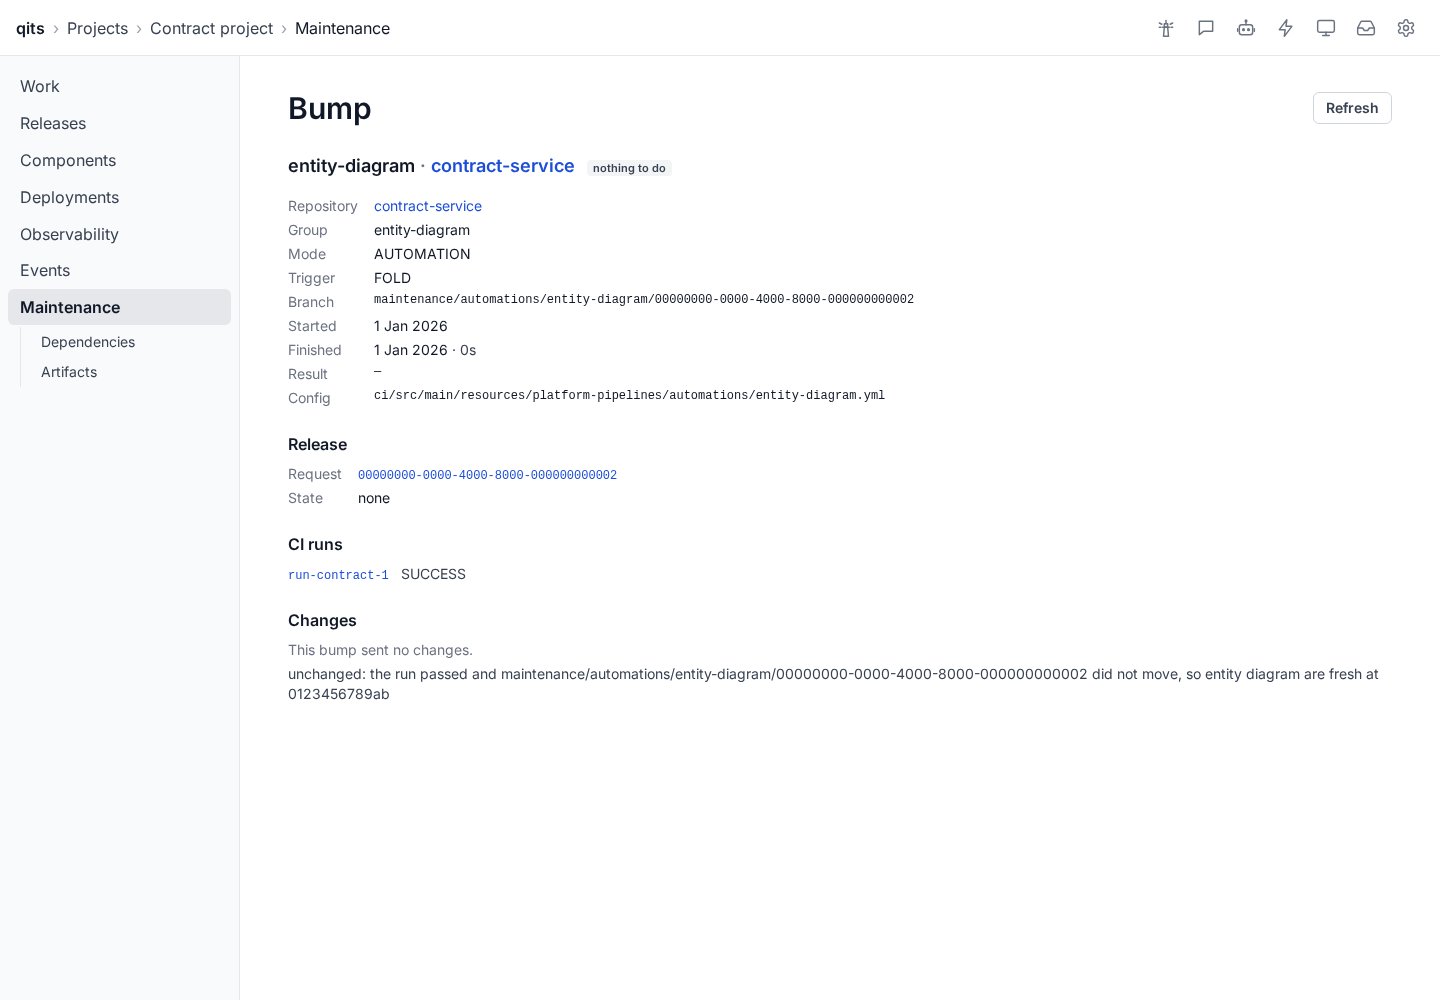 qits › Projects › Contract project › Maintenance
Work
Releases
Components
Deployments
Observability
Events
Maintenance
Dependencies
Artifacts
Bump
Refresh
entity-diagram · contract-service nothing to do
Repository contract-service
Group entity-diagram
Mode AUTOMATION
Trigger FOLD
Branch maintenance/automations/entity-diagram/00000000-0000-4000-8000-000000000002
Started 1 Jan 2026
Finished 1 Jan 2026 · 0s
Result –
Config ci/src/main/resources/platform-pipelines/automations/entity-diagram.yml
Release
Request 00000000-0000-4000-8000-000000000002
State none
CI runs
run-contract-1 SUCCESS
Changes
This bump sent no changes.
unchanged: the run passed and maintenance/automations/entity-diagram/00000000-0000-4000-8000-000000000002 did not move, so entity diagram are fresh at
0123456789ab